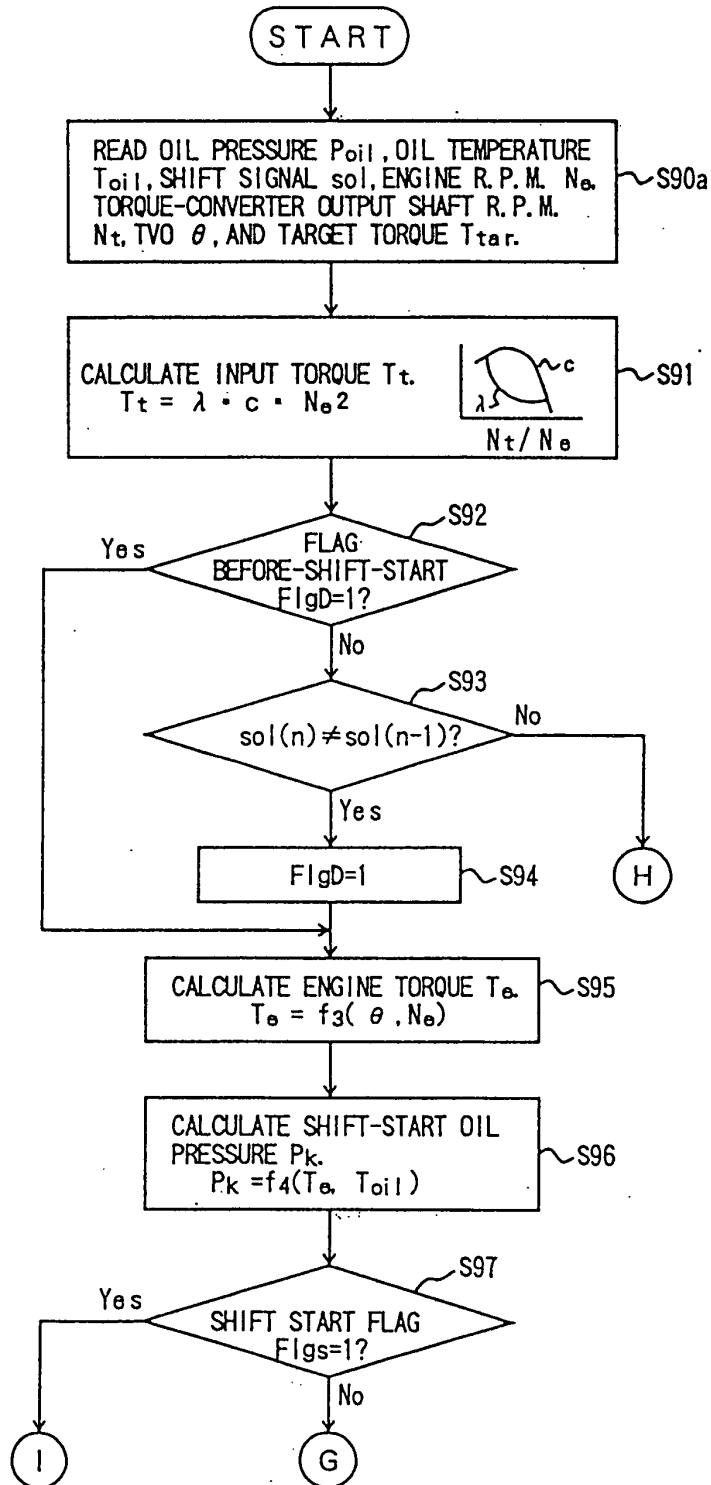 START
READ OIL PRESSURE Poil, OIL TEMPERATURE
Toil, SHIFT SIGNAL sol, ENGINE R.P.M. Ne.
TORQUE-CONVERTER OUTPUT SHAFT R.P.M.
Nt, TVO θ, AND TARGET TORQUE Ttar.
S90a
CALCULATE INPUT TORQUE Tt.
Tt = λ・c・Ne2
c
λ
Nt/Ne
S91
S92
Yes
FLAG
BEFORE-SHIFT-START
FlgD=1?
No
S93
sol(n)≠sol(n-1)?
No
Yes
FlgD=1
S94
H
CALCULATE ENGINE TORQUE Te.
Te = f3( θ, Ne)
S95
CALCULATE SHIFT-START OIL
PRESSURE Pk.
Pk =f4(Te, Toil)
S96
S97
Yes
SHIFT START FLAG
Flgs=1?
No
I
G